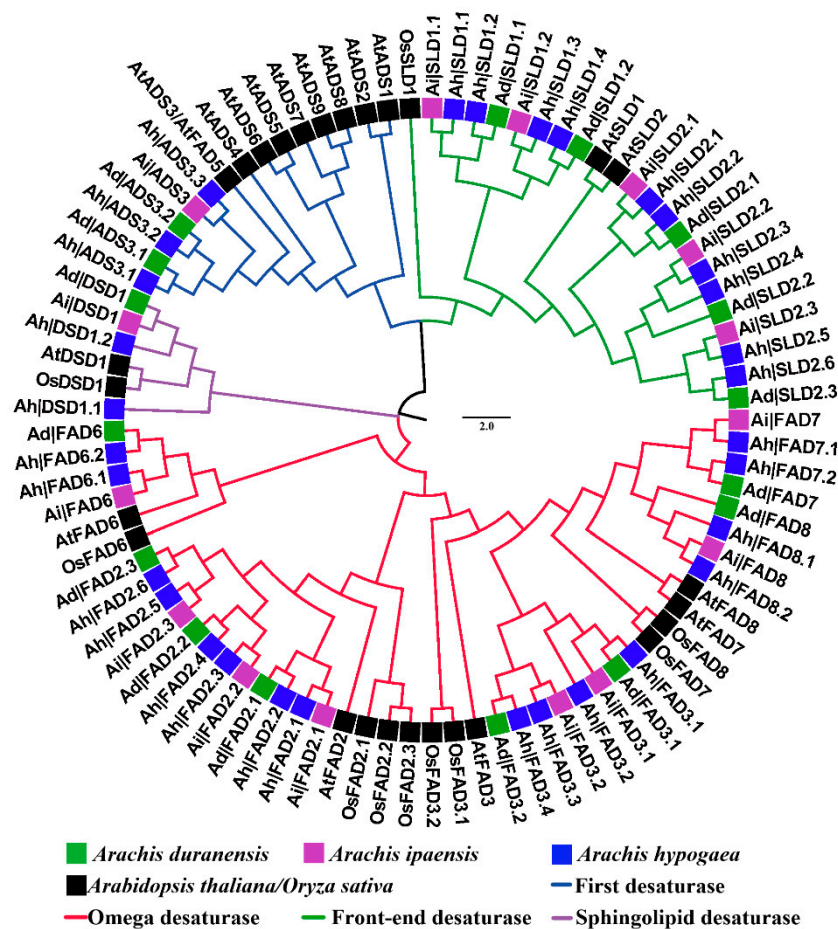 OsSLD1
Ai|SLD1.1
Ah|SLD1.1
Ah|SLD1.2
Ad|SLD1.1
Ai|SLD1.2
Ah|SLD1.3
Ah|SLD1.4
Ad|SLD1.2
AtSLD1
AtSLD2
Ai|SLD2.1
Ah|SLD2.1
Ah|SLD2.2
Ad|SLD2.1
Ai|SLD2.2
Ah|SLD2.3
Ah|SLD2.4
Ad|SLD2.2
Ai|SLD2.3
Ah|SLD2.5
Ah|SLD2.6
Ad|SLD2.3
Ai|FAD7
Ah|FAD7.1
Ah|FAD7.2
Ad|FAD7
Ad|FAD8
Ah|FAD8.1
Ai|FAD8
Ah|FAD8.2
AtFAD8
AtFAD7
OsFAD8
OsFAD7
Ah|FAD3.1
Ad|FAD3.1
Ai|FAD3.1
Ah|FAD3.2
Ai|FAD3.2
Ah|FAD3.3
Ah|FAD3.4
Ad|FAD3.2
AtFAD3
OsFAD3.1
OsFAD3.2
OsFAD2.3
OsFAD2.2
OsFAD2.1
AtFAD2
Ai|FAD2.1
Ah|FAD2.1
Ah|FAD2.2
Ad|FAD2.1
Ai|FAD2.2
Ah|FAD2.3
Ah|FAD2.4
Ad|FAD2.2
Ai|FAD2.3
Ah|FAD2.5
Ah|FAD2.6
Ad|FAD2.3
OsFAD6
AtFAD6
Ai|FAD6
Ah|FAD6.1
Ah|FAD6.2
Ad|FAD6
Ah|DSD1.1
OsDSD1
AtDSD1
Ah|DSD1.2
Ai|DSD1
Ad|DSD1
Ah|ADS3.1
Ad|ADS3.1
Ah|ADS3.2
Ad|ADS3.2
Ai|ADS3
Ah|ADS3.3
AtADS3/AtFAD5
AtADS4
AtADS6
AtADS5
AtADS7
AtADS9
AtADS8
AtADS2
AtADS1
2.0
Arachis duranensis Arachis ipaensis Arachis hypogaea
Arabidopsis thaliana/Oryza sativa First desaturase
Omega desaturase Front-end desaturase Sphingolipid desaturase